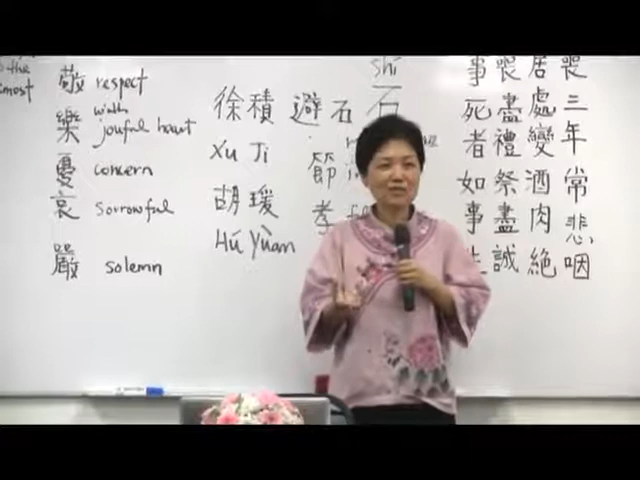 to the
敬 respect
樂 with joyful heart
憂 concern
哀 sorrowful
嚴 solemn
徐積
Xu Ji
胡瑗
Hú Yuàn
shí
避石
節
孝
喪三年常悲咽
居處變酒肉絕
喪盡禮祭盡誠
事死者如事